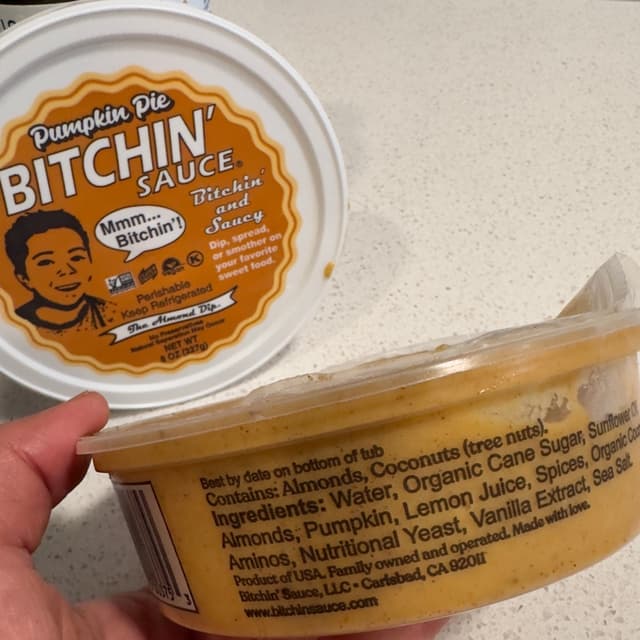 Pumpkin Pie
BITCHIN'
SAUCE®
Bitchin'
and
Saucy
Mmm...
Bitchin'!
Dip, spread,
or smother on
your favorite
sweet food.
Perishable
Keep Refrigerated
The Almond Dip.
NET WT
8 OZ (227g)
Best by date on bottom of tub
Contains: Almonds, Coconuts (tree nuts).
Ingredients: Water, Organic Cane Sugar, Sunflower
Almonds, Pumpkin, Lemon Juice, Spices, Organic
Aminos, Nutritional Yeast, Vanilla Extract, Sea Salt.
Product of USA. Family owned and operated. Made with love.
Bitchin' Sauce, LLC • Carlsbad, CA 92011
www.bitchinsauce.com